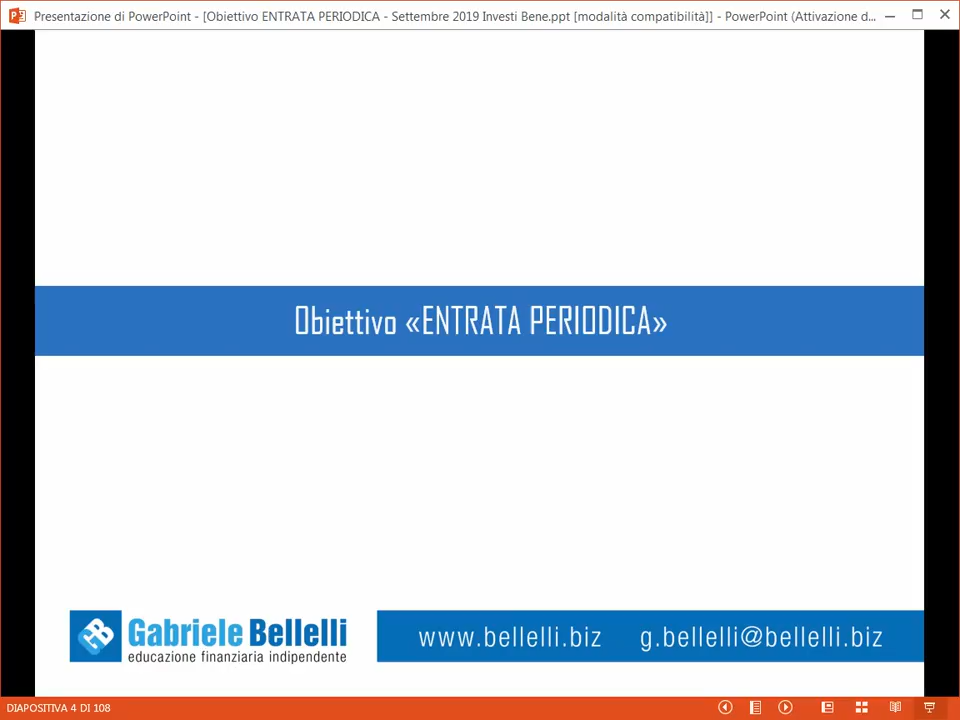 Presentazione di PowerPoint - [Obiettivo ENTRATA PERIODICA - Settembre 2019 Investi Bene.ppt [modalità compatibilità]] - PowerPoint (Attivazione d...
Obiettivo «ENTRATA PERIODICA»
GB
Gabriele Bellelli
educazione finanziaria indipendente
www.bellelli.biz g.bellelli@bellelli.biz
DIAPOSITIVA 4 DI 108